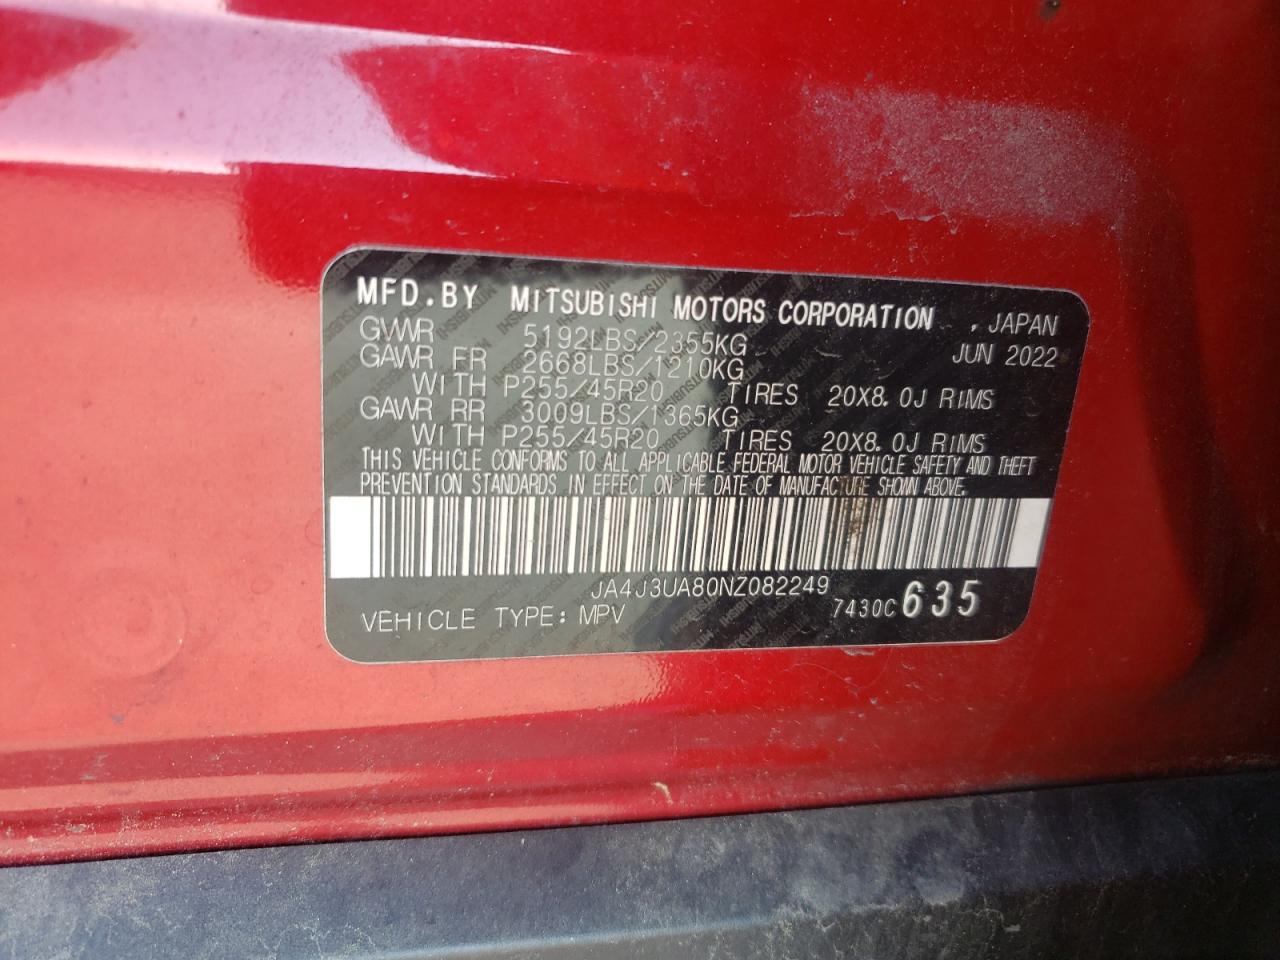 MFD.BY MITSUBISHI MOTORS CORPORATION , JAPAN
GVWR 5192LBS/2355KG JUN 2022
GAWR FR 2668LBS/1210KG
WITH P255/45R20 TIRES 20X8.0J RIMS
GAWR RR 3009LBS/1365KG
WITH P255/45R20 TIRES 20X8.0J RIMS
THIS VEHICLE CONFORMS TO ALL APPLICABLE FEDERAL MOTOR VEHICLE SAFETY AND THEFT
PREVENTION STANDARDS IN EFFECT ON THE DATE OF MANUFACTURE SHOWN ABOVE.
JA4J3UA80NZ082249
VEHICLE TYPE: MPV 7430C 635